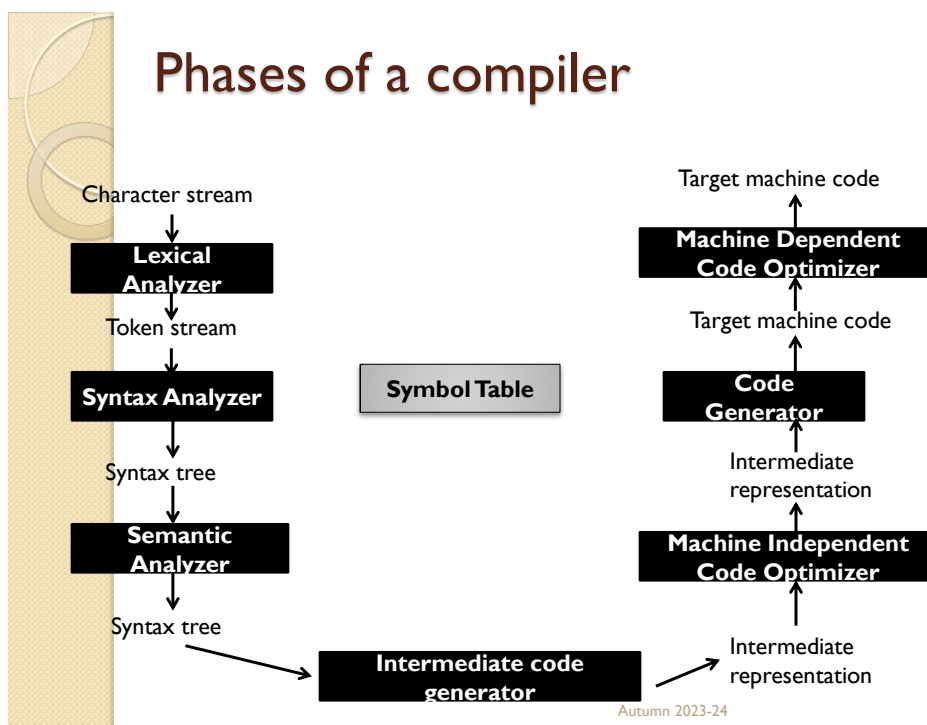 Phases of a compiler
Character stream
Lexical
Analyzer
Token stream
Syntax Analyzer
Syntax tree
Semantic
Analyzer
Syntax tree
Intermediate code
generator
Symbol Table
Intermediate
representation
Machine Independent
Code Optimizer
Intermediate
representation
Code
Generator
Target machine code
Machine Dependent
Code Optimizer
Target machine code
Autumn 2023-24